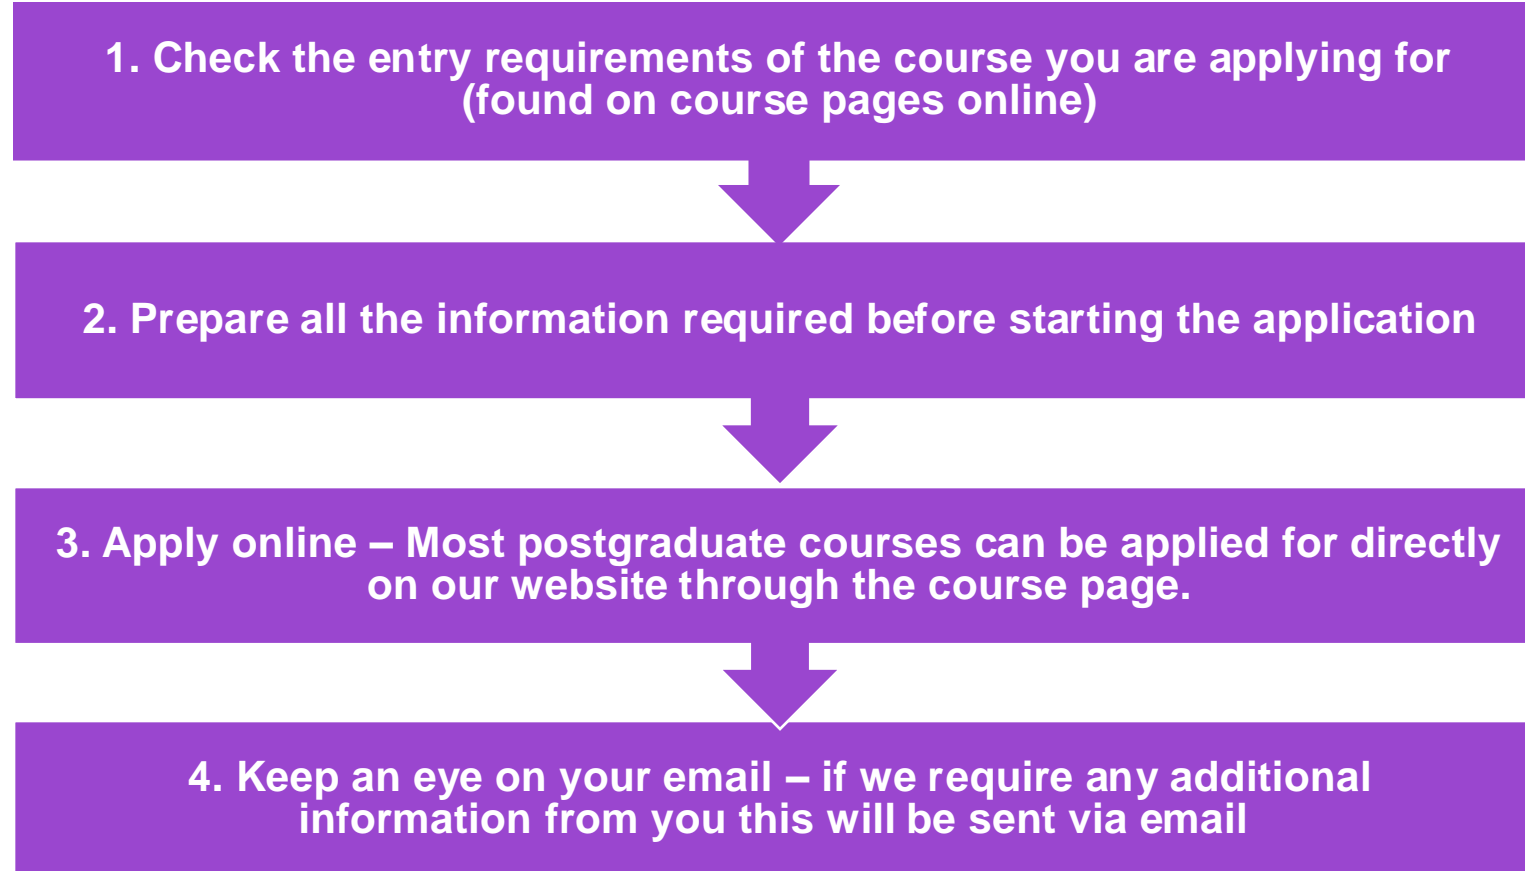 1. Check the entry requirements of the course you are applying for
(found on course pages online)
2. Prepare all the information required before starting the application
3. Apply online – Most postgraduate courses can be applied for directly
on our website through the course page.
4. Keep an eye on your email – if we require any additional
information from you this will be sent via email